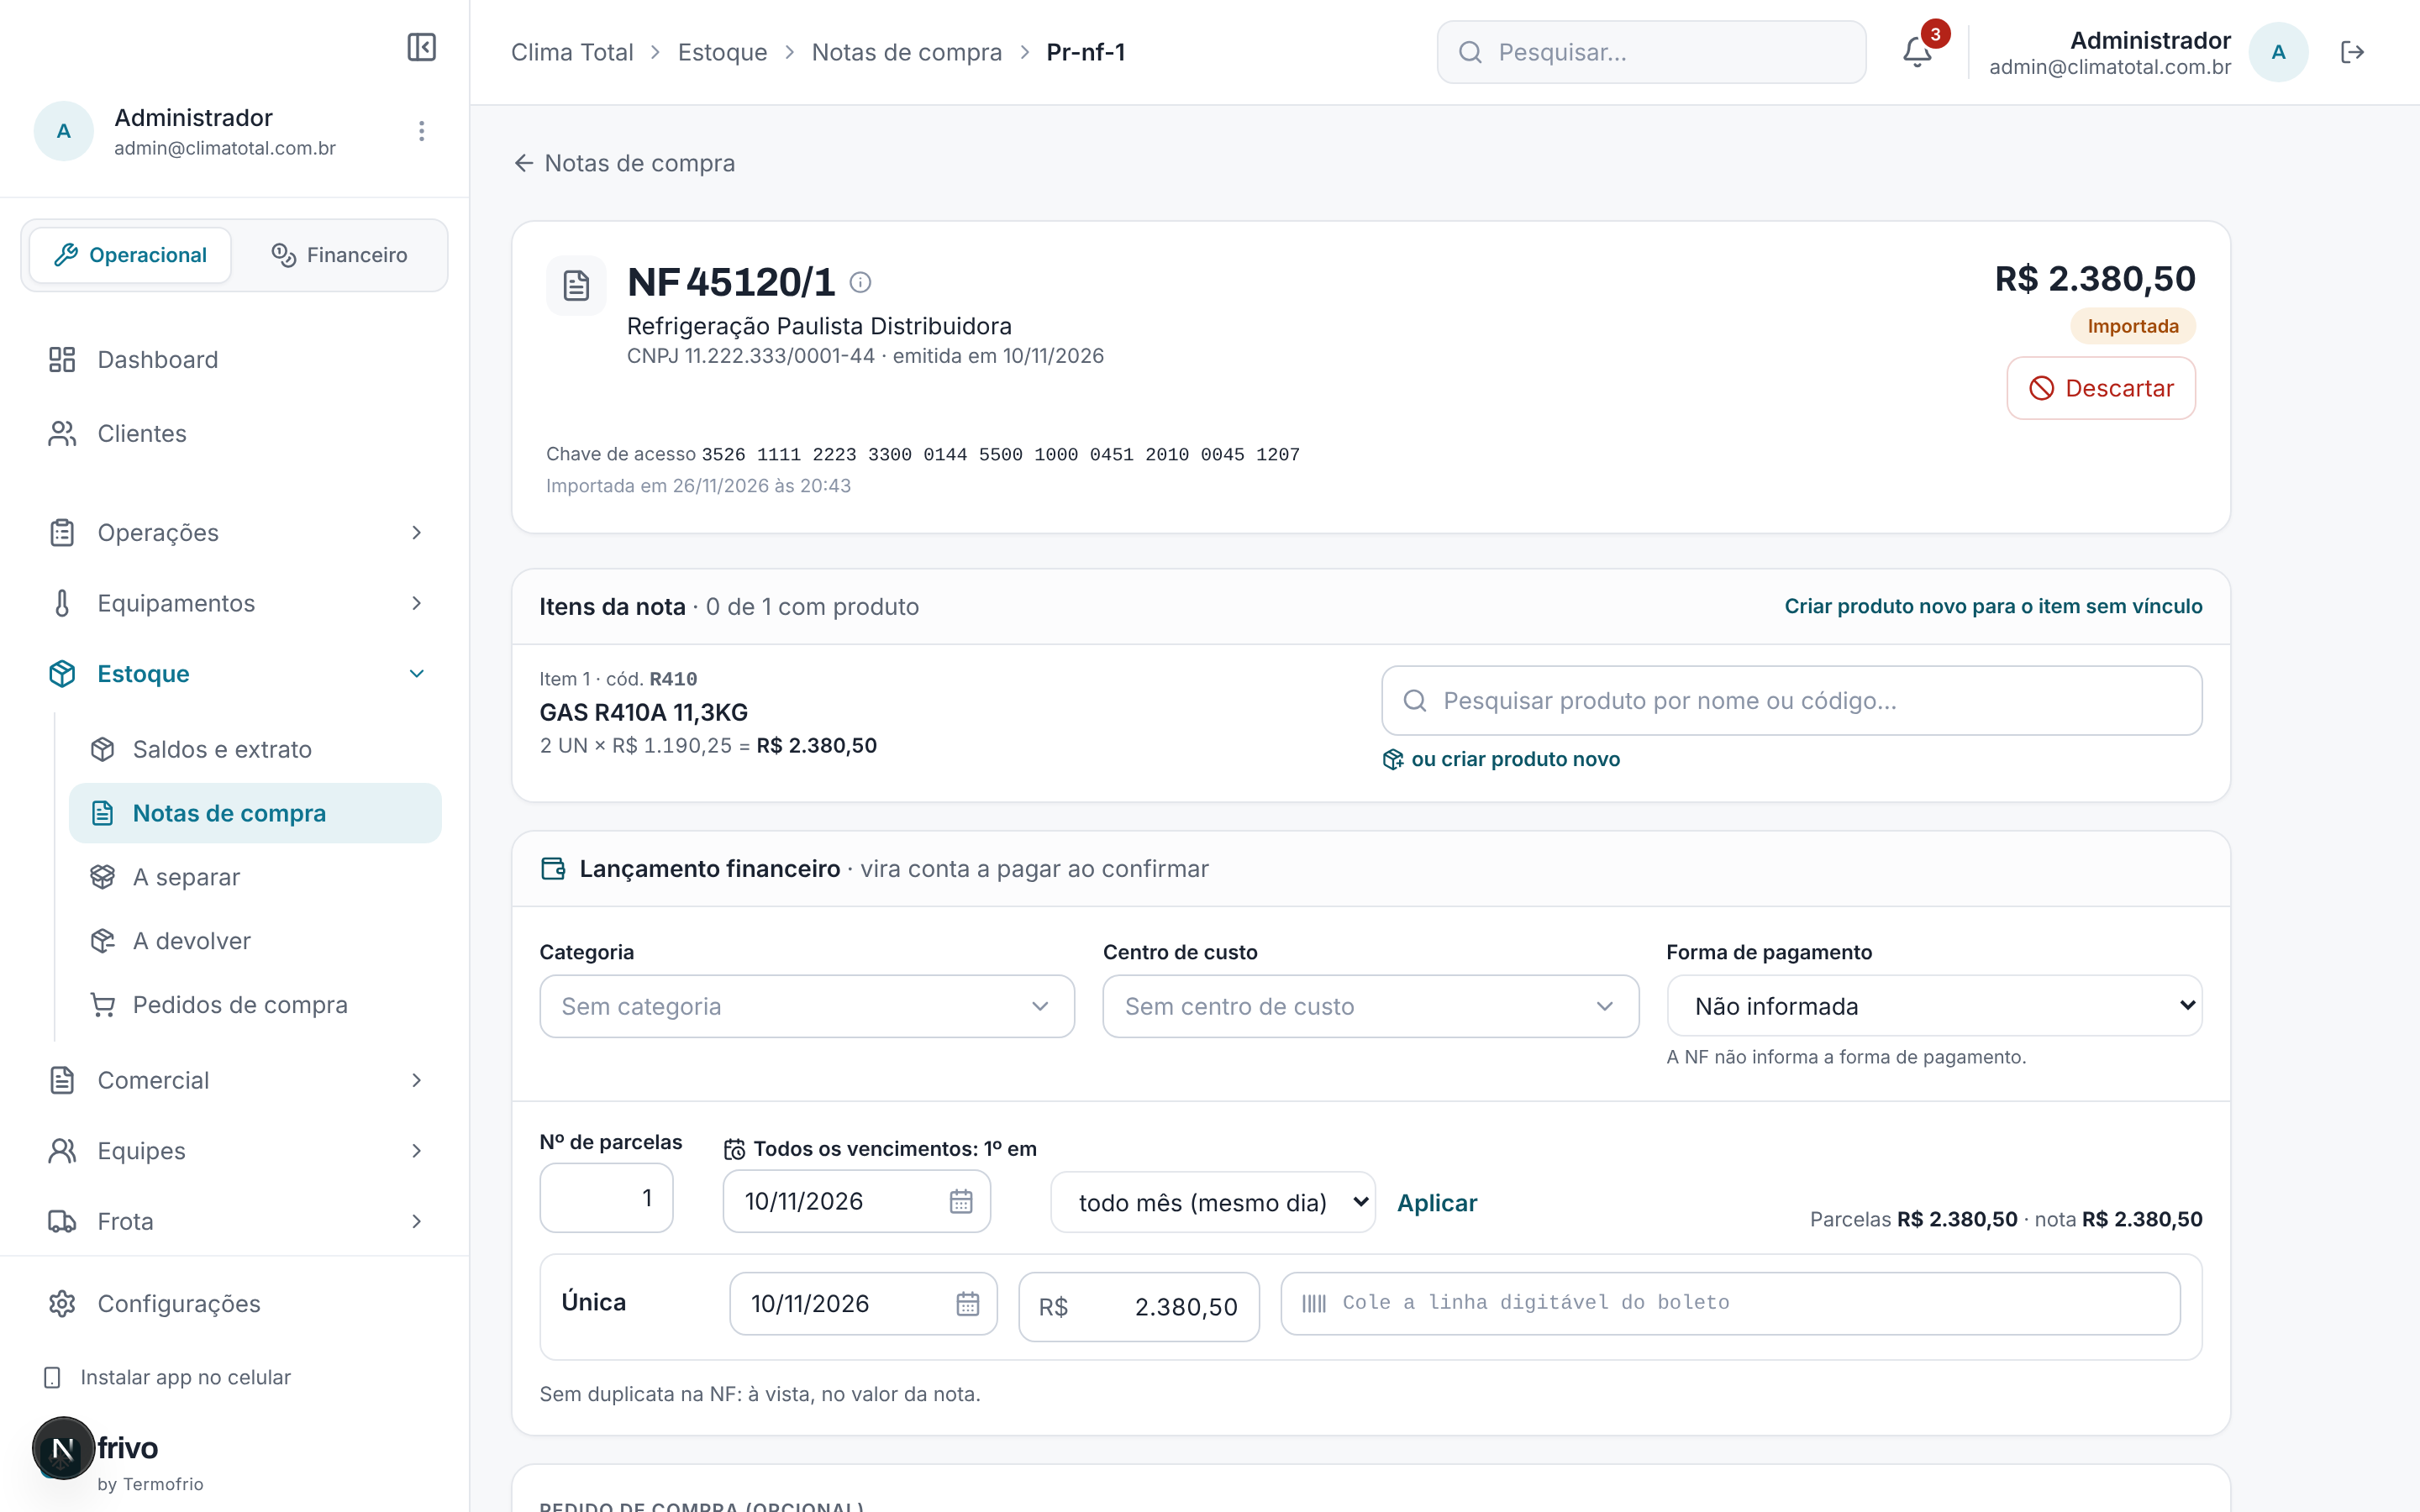 Administrador
admin@climatotal.com.br
Operacional
Financeiro
Dashboard
Clientes
Operações
Equipamentos
Estoque
Saldos e extrato
Notas de compra
A separar
A devolver
Pedidos de compra
Comercial
Equipes
Frota
Configurações
Instalar app no celular
N frivo
by Termofrio
Clima Total > Estoque > Notas de compra > Pr-nf-1
Pesquisar...
3
Administrador
admin@climatotal.com.br
A
A
← Notas de compra
NF 45120/1
Refrigeração Paulista Distribuidora
CNPJ 11.222.333/0001-44 · emitida em 10/11/2026
R$ 2.380,50
Importada
Descartar
Chave de acesso 3526 1111 2223 3300 0144 5500 1000 0451 2010 0045 1207
Importada em 26/11/2026 às 20:43
Itens da nota · 0 de 1 com produto
Criar produto novo para o item sem vínculo
Item 1 · cód. R410
GAS R410A 11,3KG
2 UN × R$ 1.190,25 = R$ 2.380,50
Pesquisar produto por nome ou código...
ou criar produto novo
Lançamento financeiro · vira conta a pagar ao confirmar
Categoria
Sem categoria
Centro de custo
Sem centro de custo
Forma de pagamento
Não informada
A NF não informa a forma de pagamento.
Nº de parcelas
1
Todos os vencimentos: 1º em
10/11/2026
todo mês (mesmo dia)
Aplicar
Parcelas R$ 2.380,50 · nota R$ 2.380,50
Única
10/11/2026
R$ 2.380,50
Cole a linha digitável do boleto
Sem duplicata na NF: à vista, no valor da nota.
PEDIDO DE COMPRA (OPCIONAL)